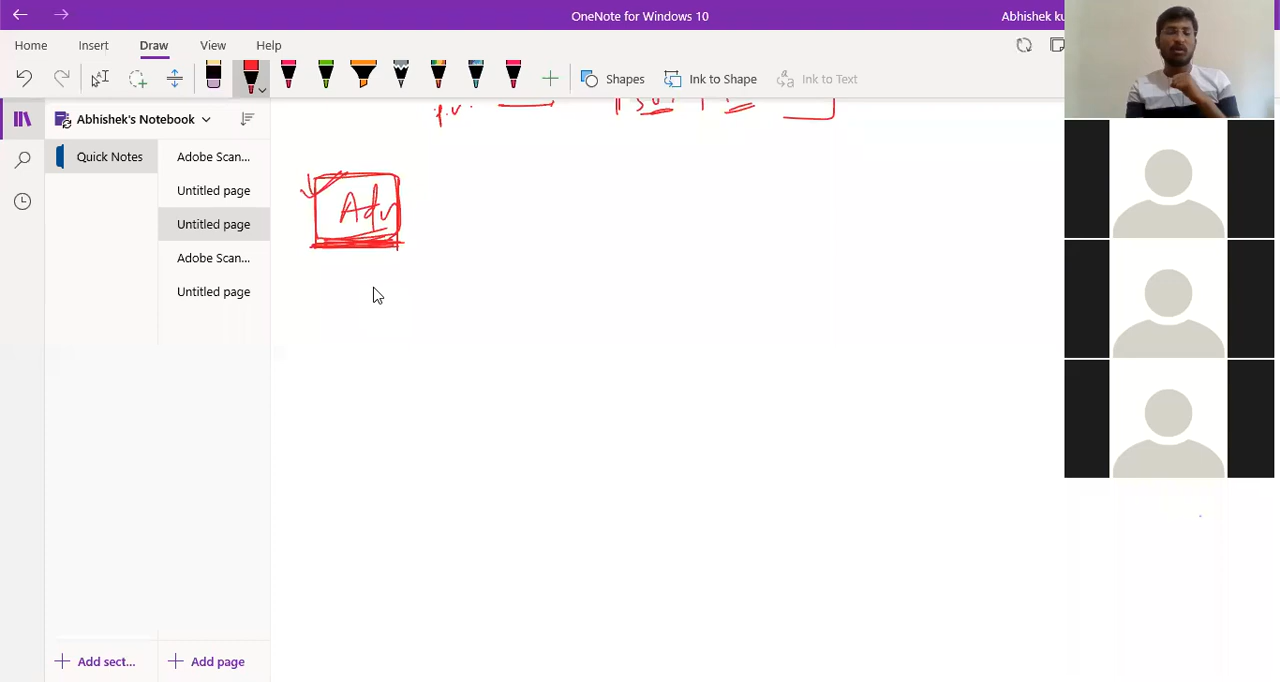 OneNote for Windows 10
Abhishek ku
Home Insert Draw View Help
Shapes Ink to Shape Ink to Text
Abhishek's Notebook
Quick Notes
Adobe Scan...
Untitled page
Untitled page
Adobe Scan...
Untitled page
Adv
Add sect... Add page